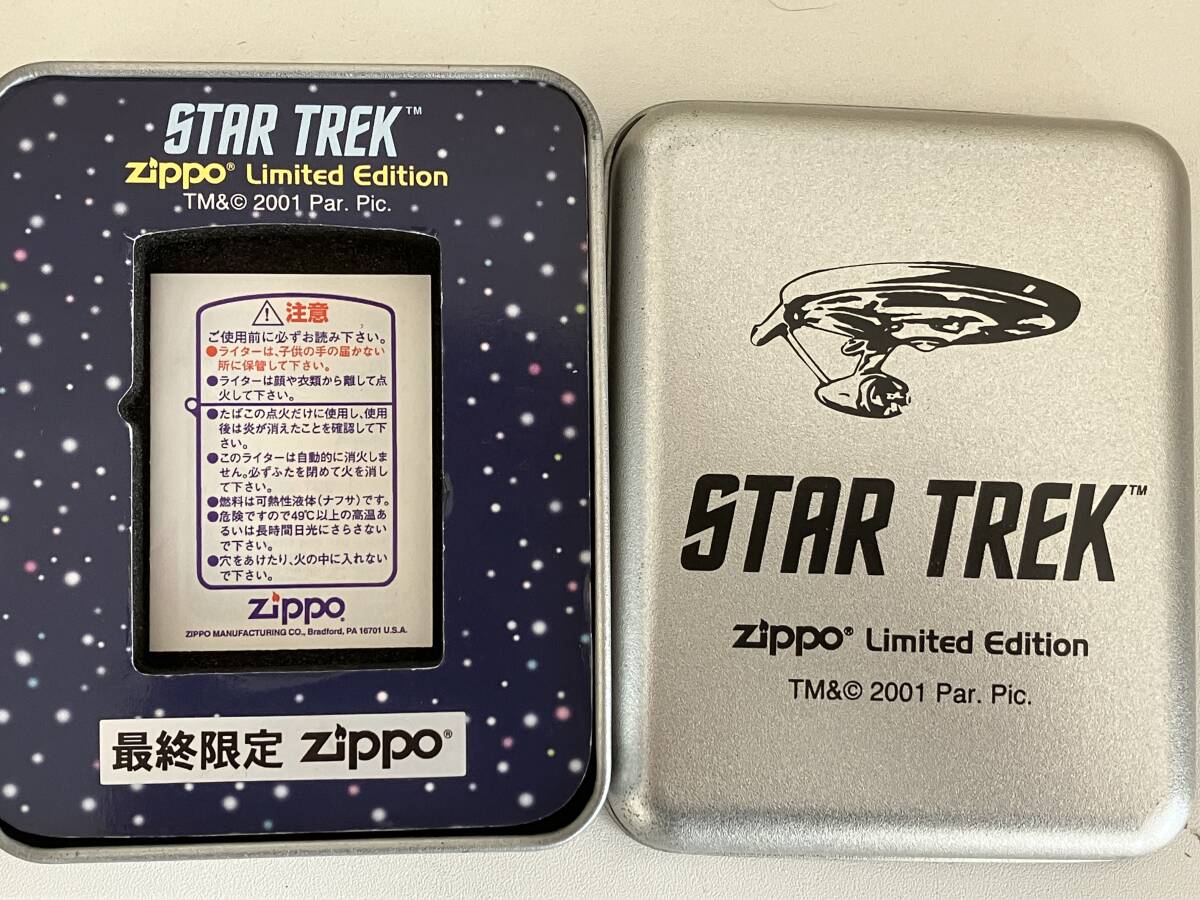 STAR TREK™
Zippo® Limited Edition
TM&© 2001 Par. Pic.
注意
ご使用前に必ずお読み下さい。
●ライターは、子供の手の届かない
所に保管して下さい。
●ライターは顔や衣類から離して点
火して下さい。
●たばこの点火だけに使用し、使用
後は炎が消えたことを確認して下
さい。
●このライターは自動的に消火しま
せん。必ずふたを閉めて火を消し
て下さい。
●燃料は可熱性液体(ナフサ)です。
●危険ですので49℃以上の高温あ
るいは長時間日光にさらさない
で下さい。
●穴をあけたり、火の中に入れない
で下さい。
Zippo®
ZIPPO MANUFACTURING CO., Bradford, PA 16701 U.S.A.
最終限定 Zippo®
STAR TREK™
Zippo® Limited Edition
TM&© 2001 Par. Pic.